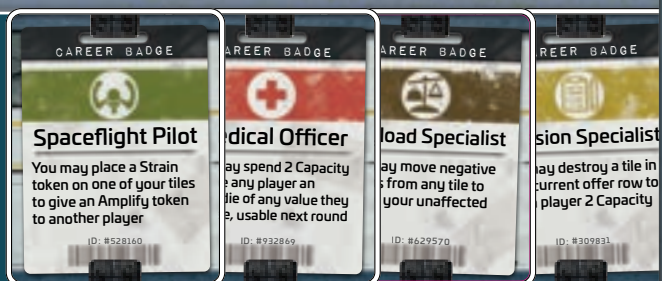 CAREER BADGE
Spaceflight Pilot
You may place a Strain
token on one of your tiles
to give an Amplify token
to another player
ID: #528160
AREER BADGE
dical Officer
ay spend 2 Capacity
e any player an
die of any value they
e, usable next round
ID: #932869
AREER BADGE
load Specialist
ay move negative
s from any tile to
your unaffected
ID: #629570
REER BADGE
sion Specialist
ay destroy a tile in
current offer row to
player 2 Capacity
ID: #309831